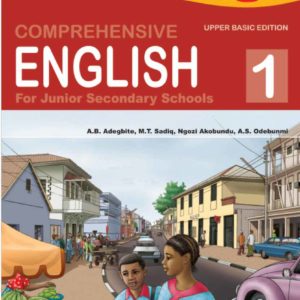 UPPER BASIC EDITION
COMPREHENSIVE
ENGLISH 1
For Junior Secondary Schools
A.B. Adegbite, M.T. Sadiq, Ngozi Akobundu, A.S. Odebunmi